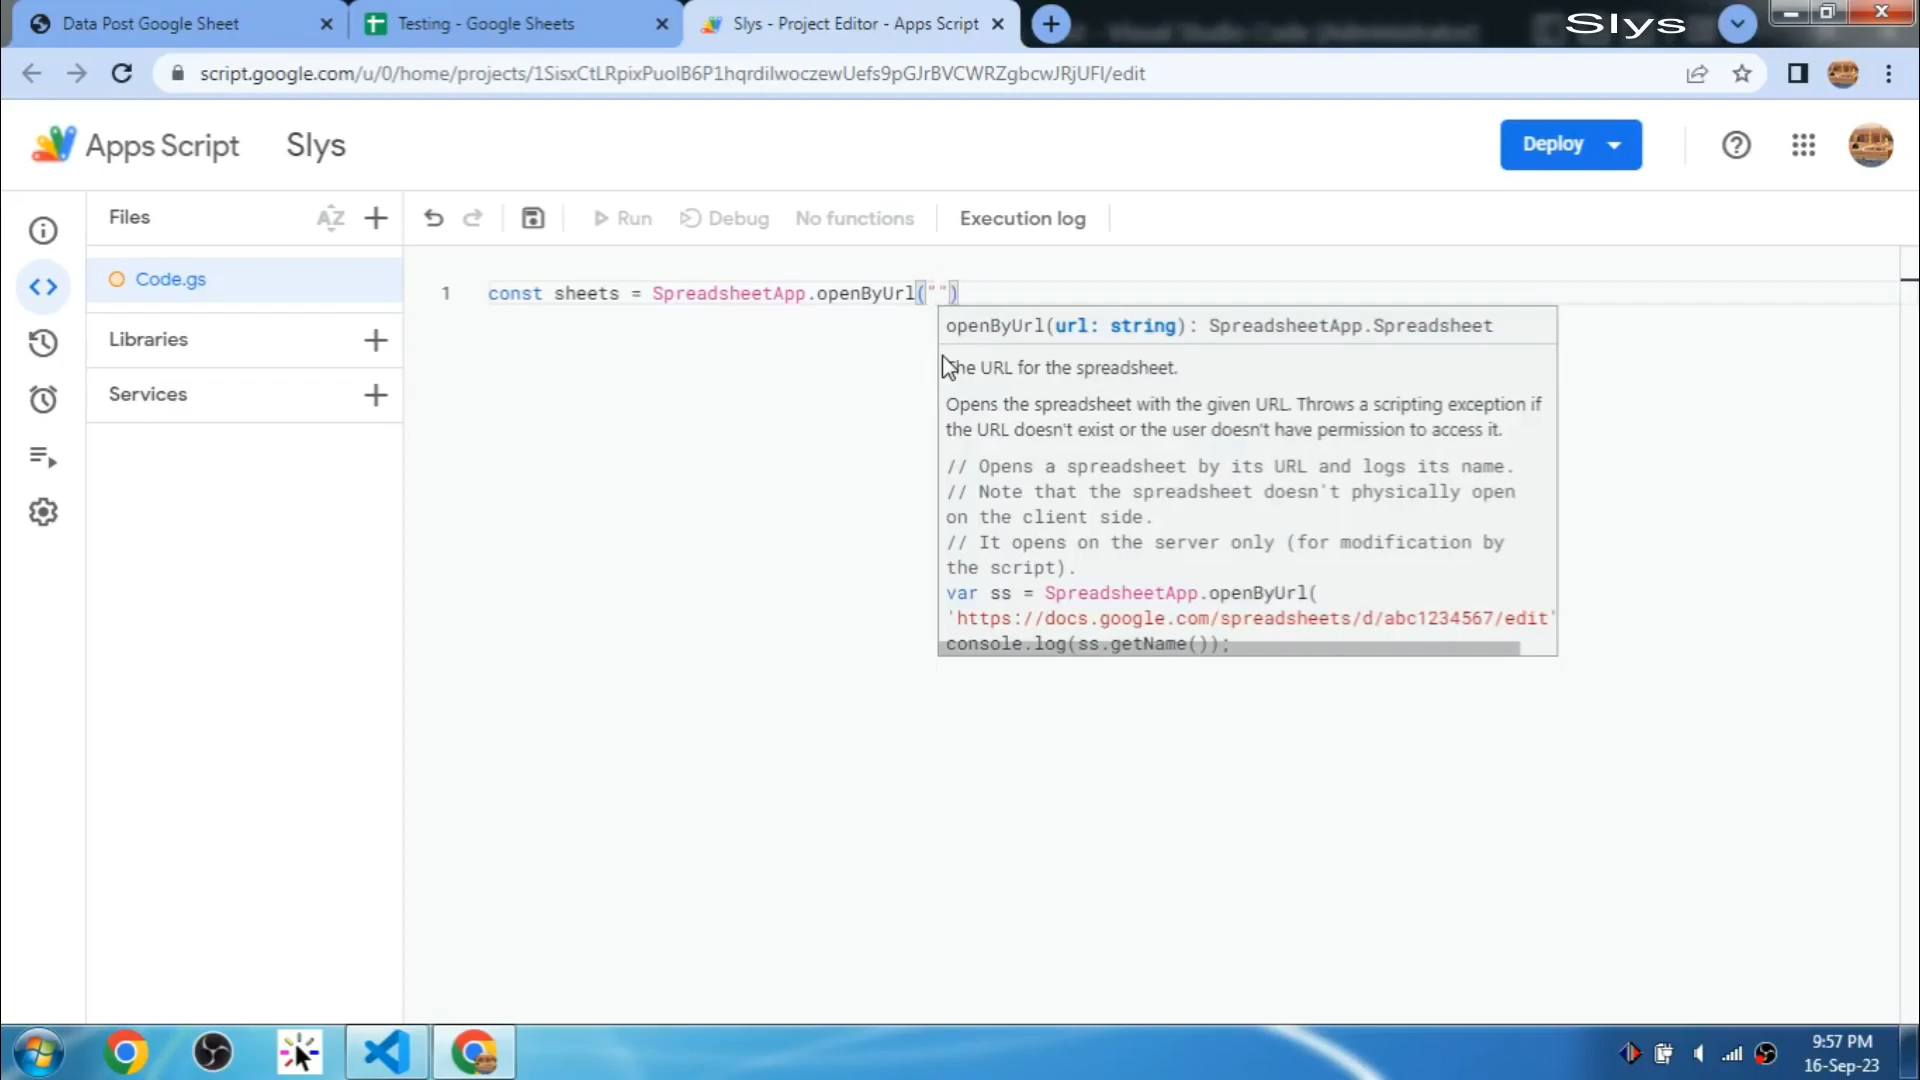 Data Post Google Sheet
Testing - Google Sheets
Slys - Project Editor - Apps Script
Slys
script.google.com/u/0/home/projects/1SisxCtLRpixPuolB6P1hqrdilwoczewUefs9pGJrBVCWRZgbcwJRjUFl/edit
Apps Script
Slys
Deploy
Files
AZ
Run
Debug
No functions
Execution log
Code.gs
1
const sheets = SpreadsheetApp.openByUrl("")
Libraries
Services
openByUrl(url: string): SpreadsheetApp.Spreadsheet
The URL for the spreadsheet.
Opens the spreadsheet with the given URL. Throws a scripting exception if
the URL doesn't exist or the user doesn't have permission to access it.
// Opens a spreadsheet by its URL and logs its name.
// Note that the spreadsheet doesn't physically open
on the client side.
// It opens on the server only (for modification by
the script).
var ss = SpreadsheetApp.openByUrl(
'https://docs.google.com/spreadsheets/d/abc1234567/edit'
console.log(ss.getName());
9:57 PM
16-Sep-23